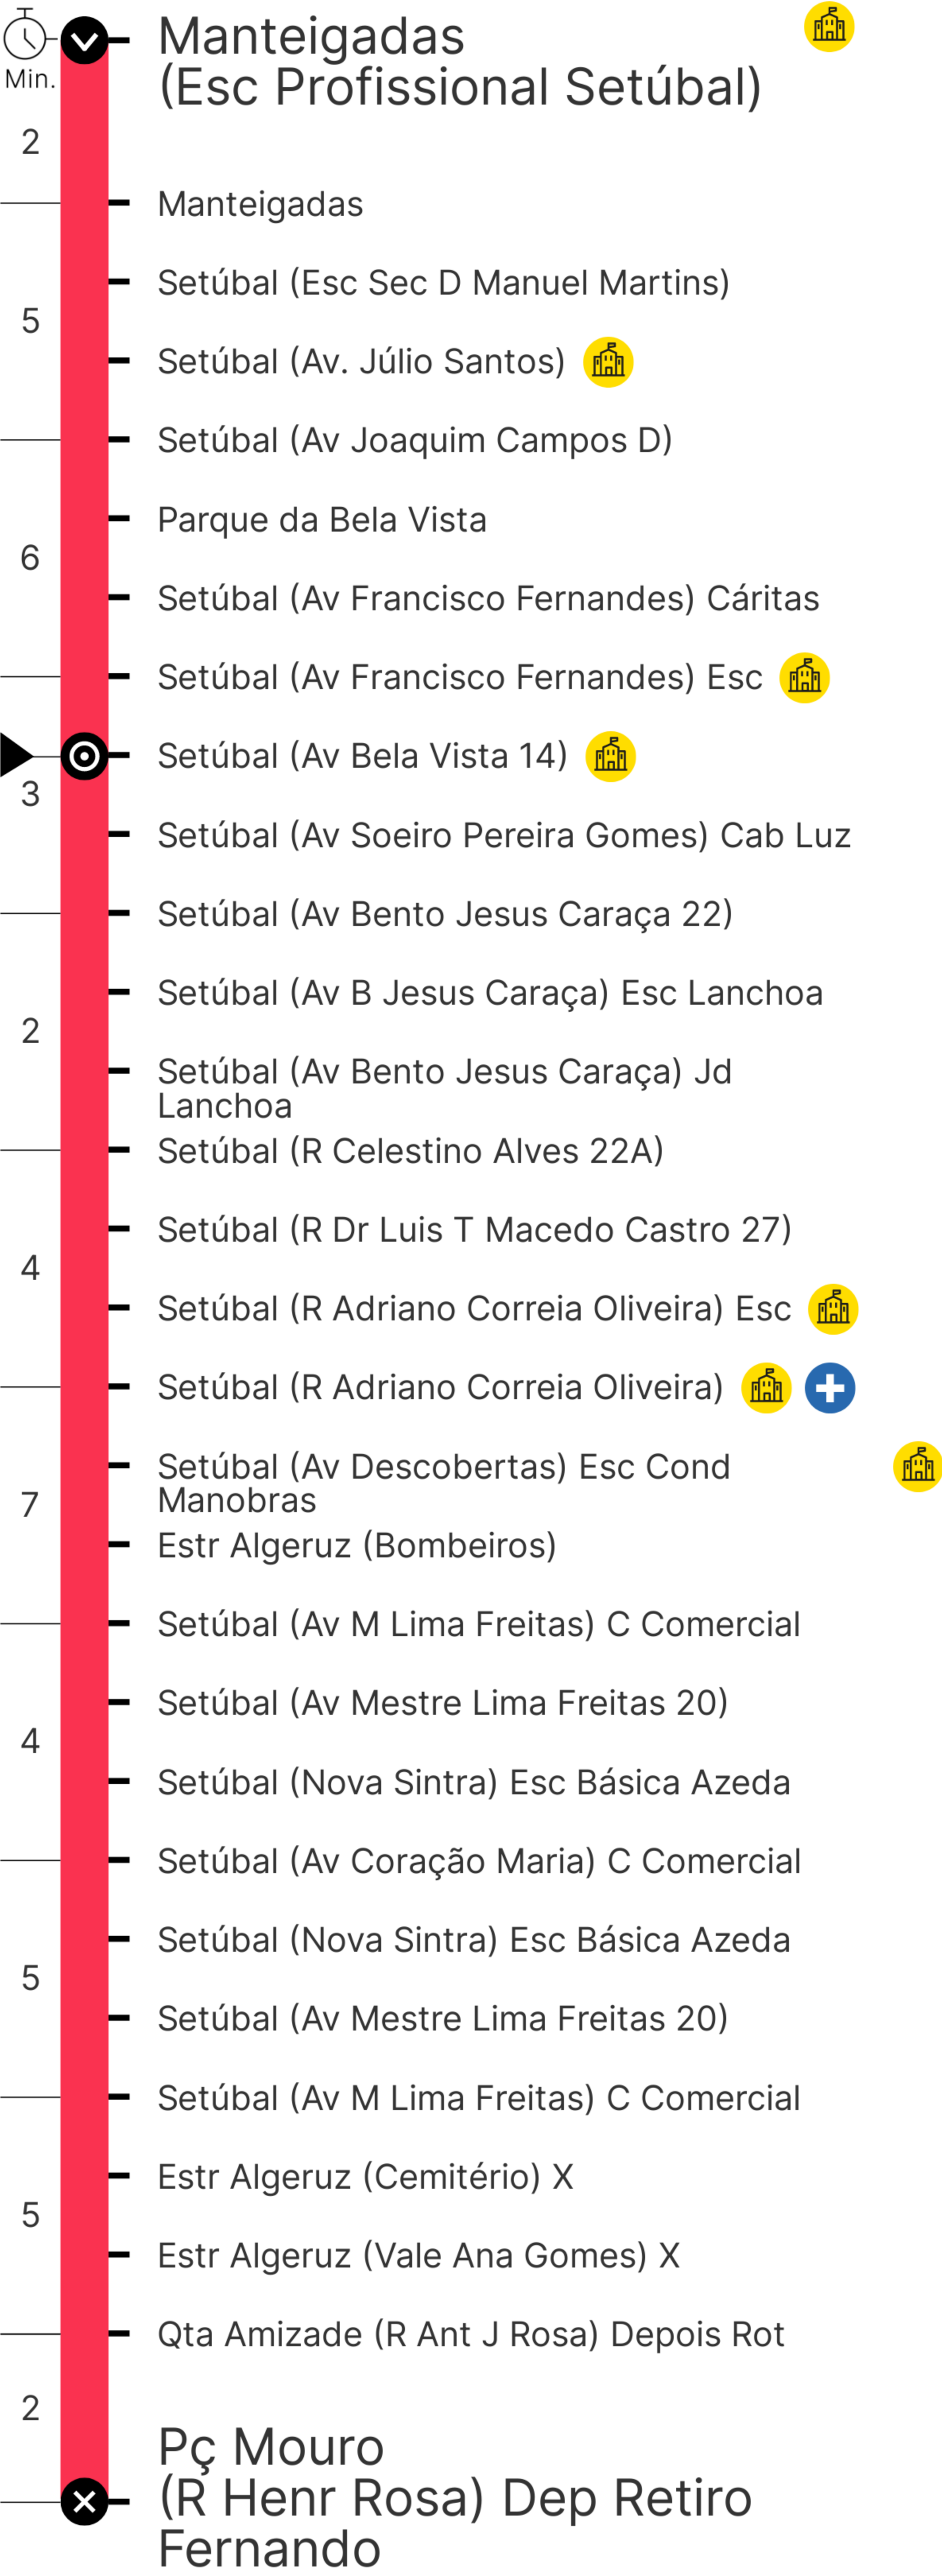 Manteigadas
(Esc Profissional Setúbal)
Min.
2
Manteigadas
Setúbal (Esc Sec D Manuel Martins)
5
Setúbal (Av. Júlio Santos)
Setúbal (Av Joaquim Campos D)
Parque da Bela Vista
6
Setúbal (Av Francisco Fernandes) Cáritas
Setúbal (Av Francisco Fernandes) Esc
Setúbal (Av Bela Vista 14)
3
Setúbal (Av Soeiro Pereira Gomes) Cab Luz
Setúbal (Av Bento Jesus Caraça 22)
Setúbal (Av B Jesus Caraça) Esc Lanchoa
2
Setúbal (Av Bento Jesus Caraça) Jd
Lanchoa
Setúbal (R Celestino Alves 22A)
Setúbal (R Dr Luis T Macedo Castro 27)
4
Setúbal (R Adriano Correia Oliveira) Esc
Setúbal (R Adriano Correia Oliveira)
Setúbal (Av Descobertas) Esc Cond
Manobras
7
Estr Algeruz (Bombeiros)
Setúbal (Av M Lima Freitas) C Comercial
Setúbal (Av Mestre Lima Freitas 20)
4
Setúbal (Nova Sintra) Esc Básica Azeda
Setúbal (Av Coração Maria) C Comercial
Setúbal (Nova Sintra) Esc Básica Azeda
5
Setúbal (Av Mestre Lima Freitas 20)
Setúbal (Av M Lima Freitas) C Comercial
Estr Algeruz (Cemitério) X
5
Estr Algeruz (Vale Ana Gomes) X
Qta Amizade (R Ant J Rosa) Depois Rot
2
Pç Mouro
(R Henr Rosa) Dep Retiro
Fernando